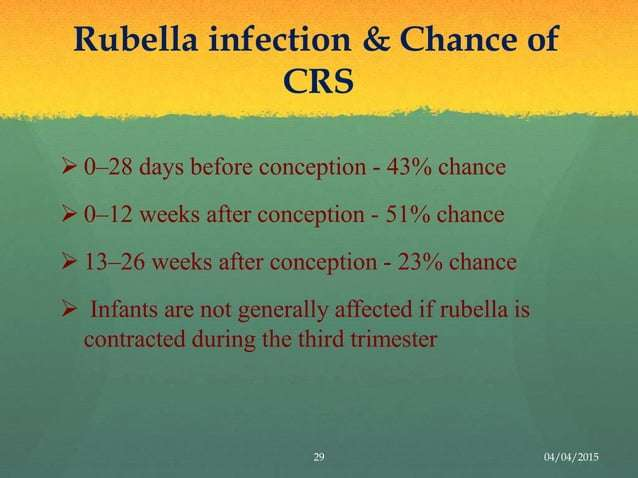 Rubella infection & Chance of
CRS
➢ 0–28 days before conception - 43% chance
➢ 0–12 weeks after conception - 51% chance
➢ 13–26 weeks after conception - 23% chance
➢ Infants are not generally affected if rubella is
contracted during the third trimester
29 04/04/2015